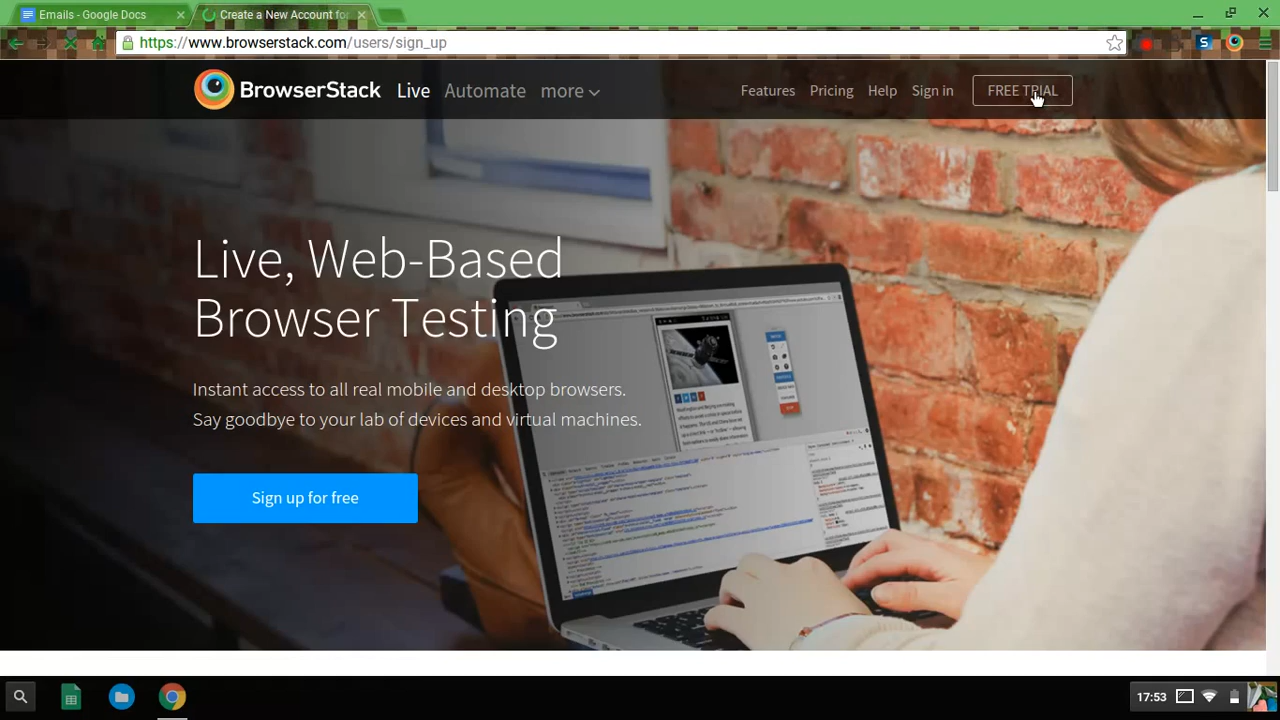 Emails - Google Docs
Create a New Account for
https://www.browserstack.com/users/sign_up
S
BrowserStack
Live
Automate
more
Features
Pricing
Help
Sign in
FREE TRIAL
Live, Web-Based
Browser Testing
Instant access to all real mobile and desktop browsers.
Say goodbye to your lab of devices and virtual machines.
Sign up for free
17:53